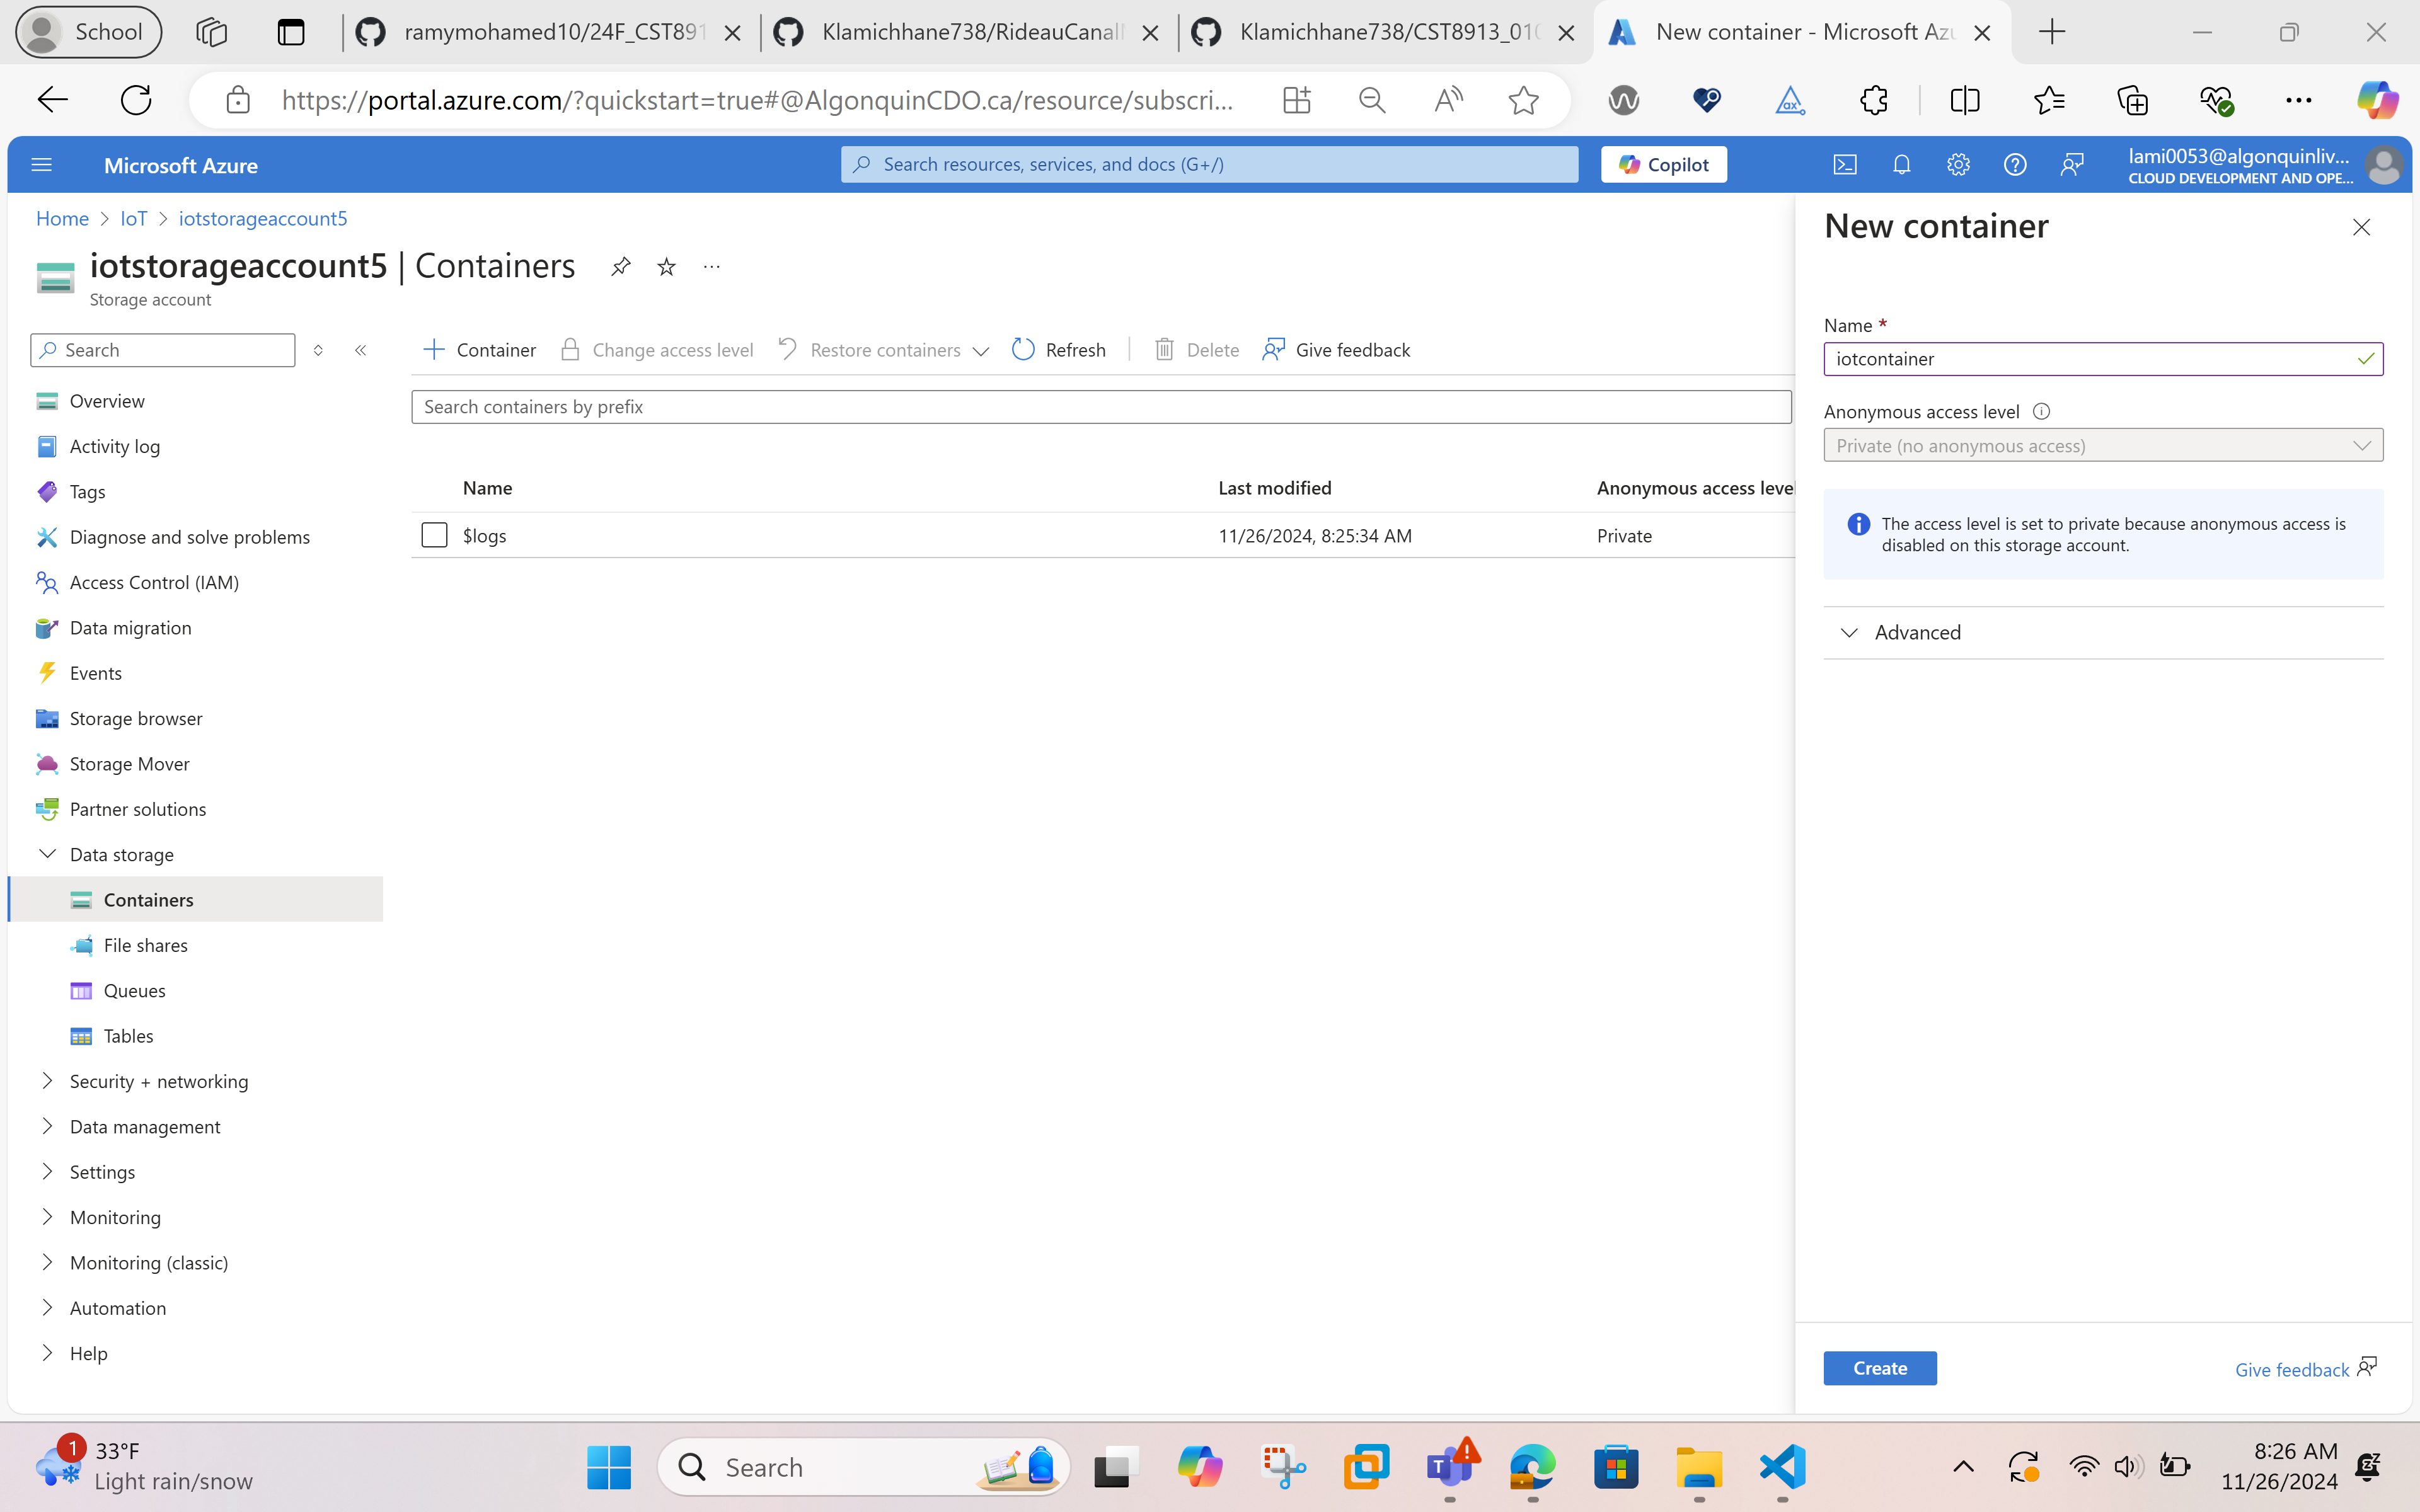 School
ramymohamed10/24F_CST891
Klamichhane738/RideauCanal
Klamichhane738/CST8913_010
New container - Microsoft Azu
https://portal.azure.com/?quickstart=true#@AlgonquinCDO.ca/resource/subscri...
Microsoft Azure
Search resources, services, and docs (G+/)
Copilot
lami0053@algonquinliv...
CLOUD DEVELOPMENT AND OPE...
Home > IoT > iotstorageaccount5
iotstorageaccount5 | Containers
Storage account
Search
Overview
Activity log
Tags
Diagnose and solve problems
Access Control (IAM)
Data migration
Events
Storage browser
Storage Mover
Partner solutions
Data storage
Containers
File shares
Queues
Tables
Security + networking
Data management
Settings
Monitoring
Monitoring (classic)
Automation
Help
Container Change access level Restore containers Refresh Delete Give feedback
Search containers by prefix
Name Last modified Anonymous access level
$logs 11/26/2024, 8:25:34 AM Private
New container
Name *
iotcontainer
Anonymous access level
Private (no anonymous access)
The access level is set to private because anonymous access is
disabled on this storage account.
Advanced
Create
Give feedback
1
33°F
Light rain/snow
Search
8:26 AM
11/26/2024